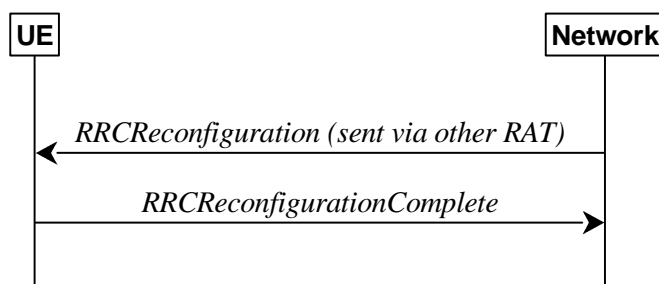 UE
Network
RRCReconfiguration (sent via other RAT)
RRCReconfigurationComplete